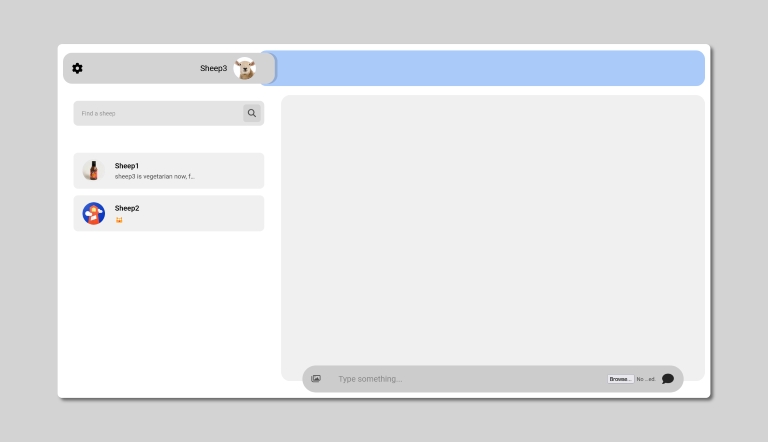 Sheep3
Find a sheep
Sheep1
sheep3 is vegetarian now, f...
Sheep2
Type something...
Browse... No ...ed.